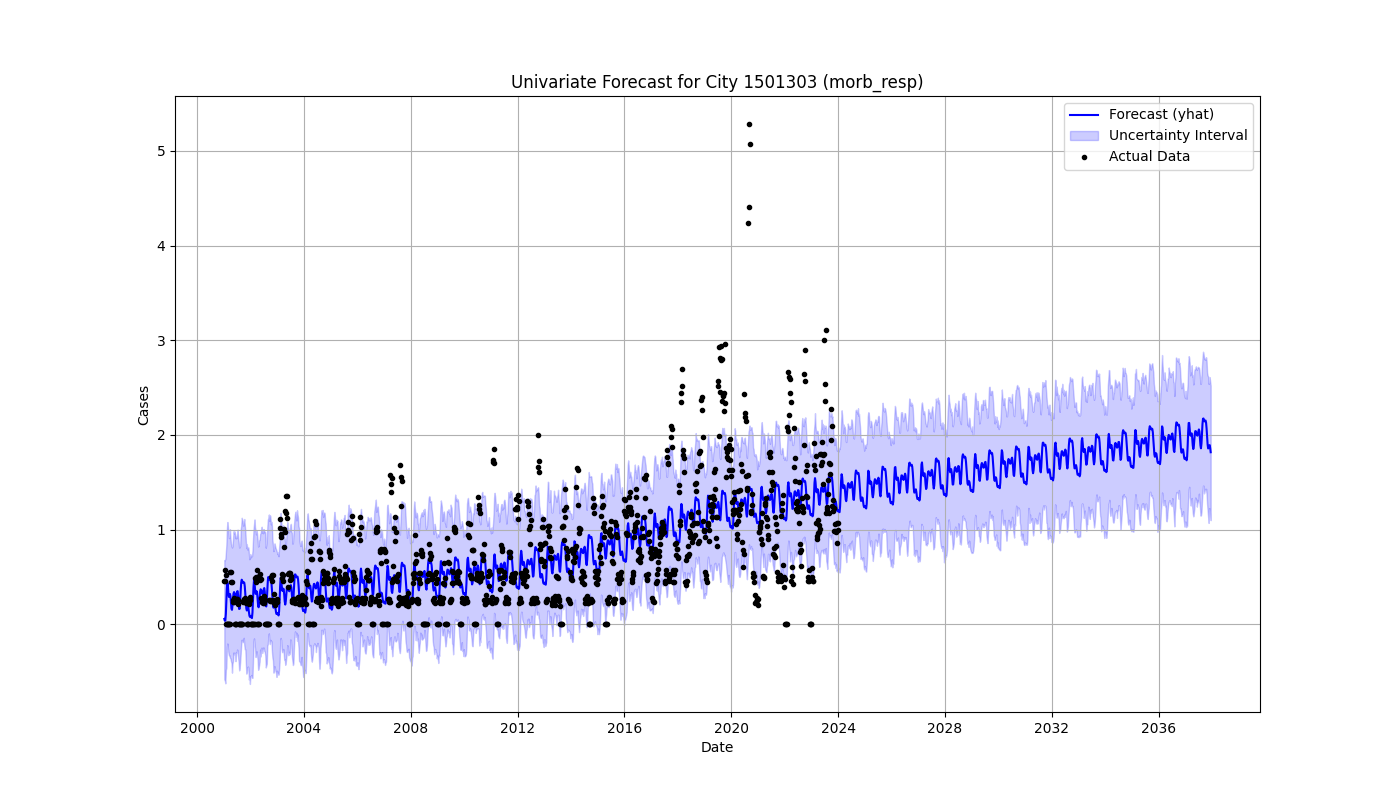 Univariate Forecast for City 1501303 (morb_resp)
Forecast (yhat)
Uncertainty Interval
Actual Data
5
4
3
2
1
0
Cases
2000 2004 2008 2012 2016 2020 2024 2028 2032 2036
Date